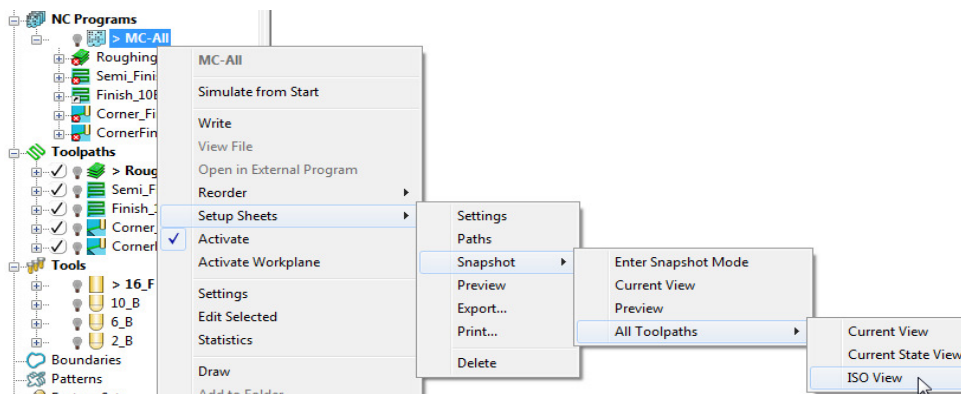 NC Programs
> MC-All
Roughing
Semi_Fini
Finish_10B
Corner_Fi
CornerFin
Toolpaths
> Roug
Semi_F
Finish_1
Corner_
Corner
Tools
> 16_F
10_B
6_B
2_B
Boundaries
Patterns
MC-All
Simulate from Start
Write
View File
Open in External Program
Reorder
Setup Sheets
Activate
Activate Workplane
Settings
Edit Selected
Statistics
Draw
Add to Folder
Settings
Paths
Snapshot
Preview
Export...
Print...
Delete
Enter Snapshot Mode
Current View
Preview
All Toolpaths
Current View
Current State View
ISO View